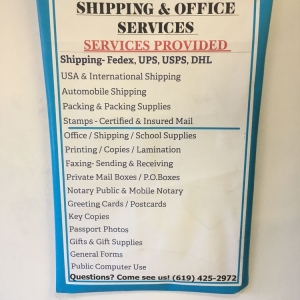 SHIPPING & OFFICE
SERVICES
SERVICES PROVIDED
Shipping- Fedex, UPS, USPS, DHL
USA & International Shipping
Automobile Shipping
Packing & Packing Supplies
Stamps - Certified & Insured Mail
Office / Shipping / School Supplies
Printing / Copies / Lamination
Faxing- Sending & Receiving
Private Mail Boxes / P.O.Boxes
Notary Public & Mobile Notary
Greeting Cards / Postcards
Key Copies
Passport Photos
Gifts & Gift Supplies
General Forms
Public Computer Use
Questions? Come see us! (619) 425-2972